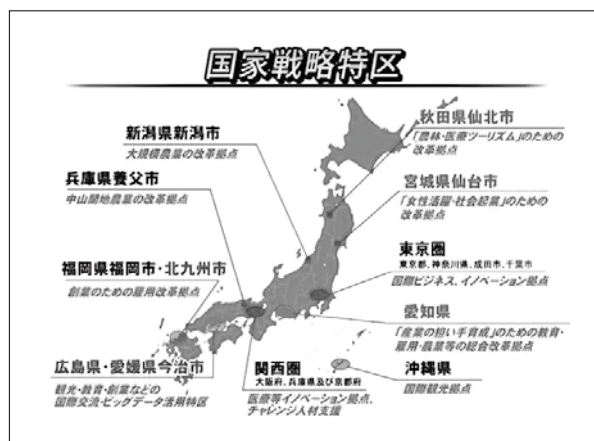 国家戦略特区
秋田県仙北市
「農林・医療ツーリズム」のための
改革拠点
新潟県新潟市
大規模農業の改革拠点
宮城県仙台市
「女性活躍・社会起業」のための
改革拠点
兵庫県養父市
中山間地農業の改革拠点
東京圏
東京都、神奈川県、成田市、千葉市
国際ビジネス、イノベーション拠点
福岡県福岡市・北九州市
創業のための雇用改革拠点
愛知県
「産業の担い手育成」のための教育・
雇用・農業等の総合改革拠点
広島県・愛媛県今治市
観光・教育・創業などの
国際交流・ビッグデータ活用特区
関西圏
大阪府、兵庫県及び京都府
医療等イノベーション拠点、
チャレンジ人材支援
沖縄県
国際観光拠点